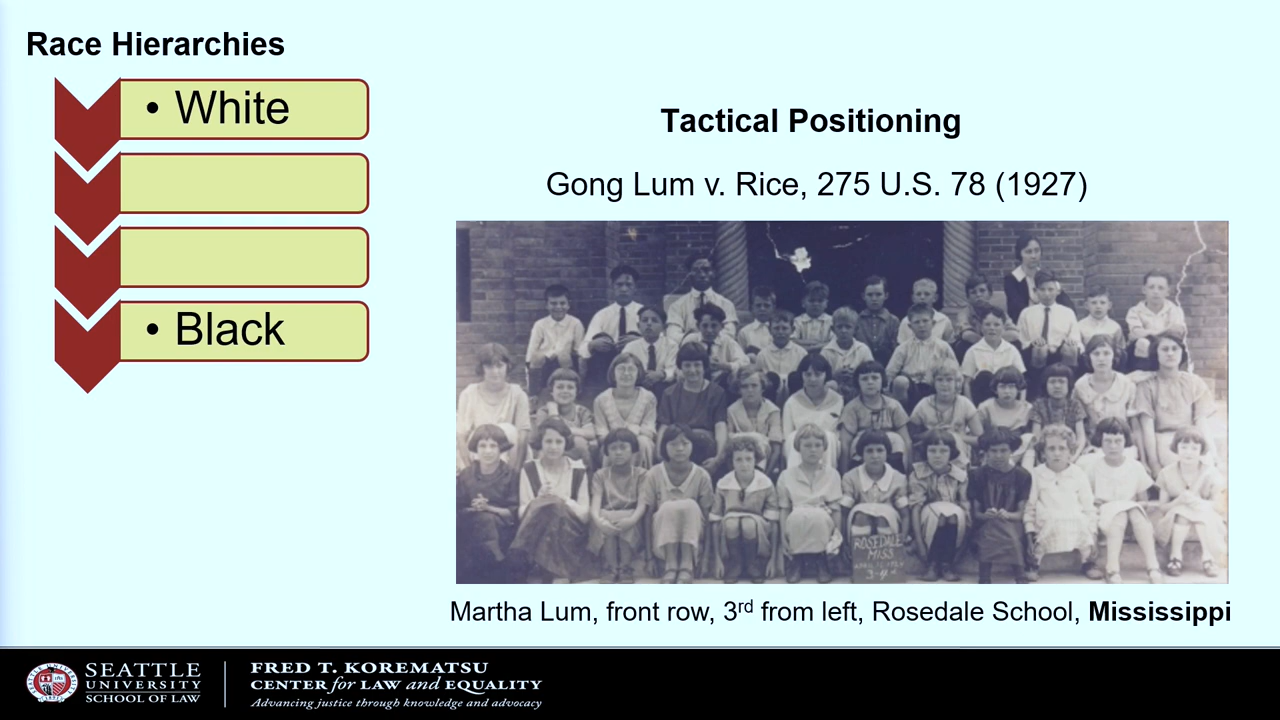 Race Hierarchies
• White
• Black
Tactical Positioning
Gong Lum v. Rice, 275 U.S. 78 (1927)
ROSEDALE
MISS
Martha Lum, front row, 3rd from left, Rosedale School, Mississippi
SEATTLE
UNIVERSITY
SCHOOL OF LAW
FRED T. KOREMATSU
CENTER for LAW and EQUALITY
Advancing justice through knowledge and advocacy